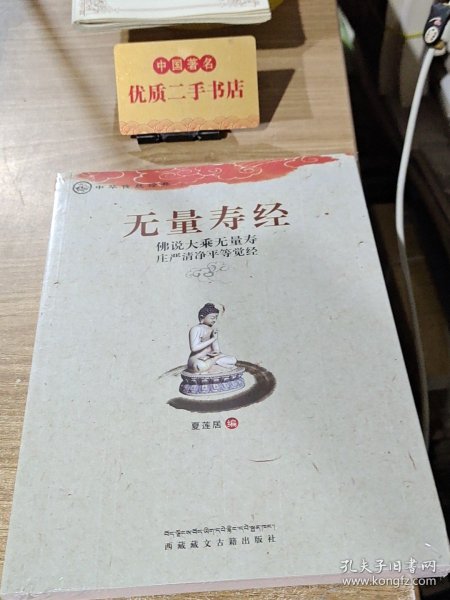 中国著名
优质二手书店
无量寿经
佛说大乘无量寿
庄严清净平等觉经
夏莲居 编
西藏藏文古籍出版社
孔夫子旧书网
www.kongfz.com